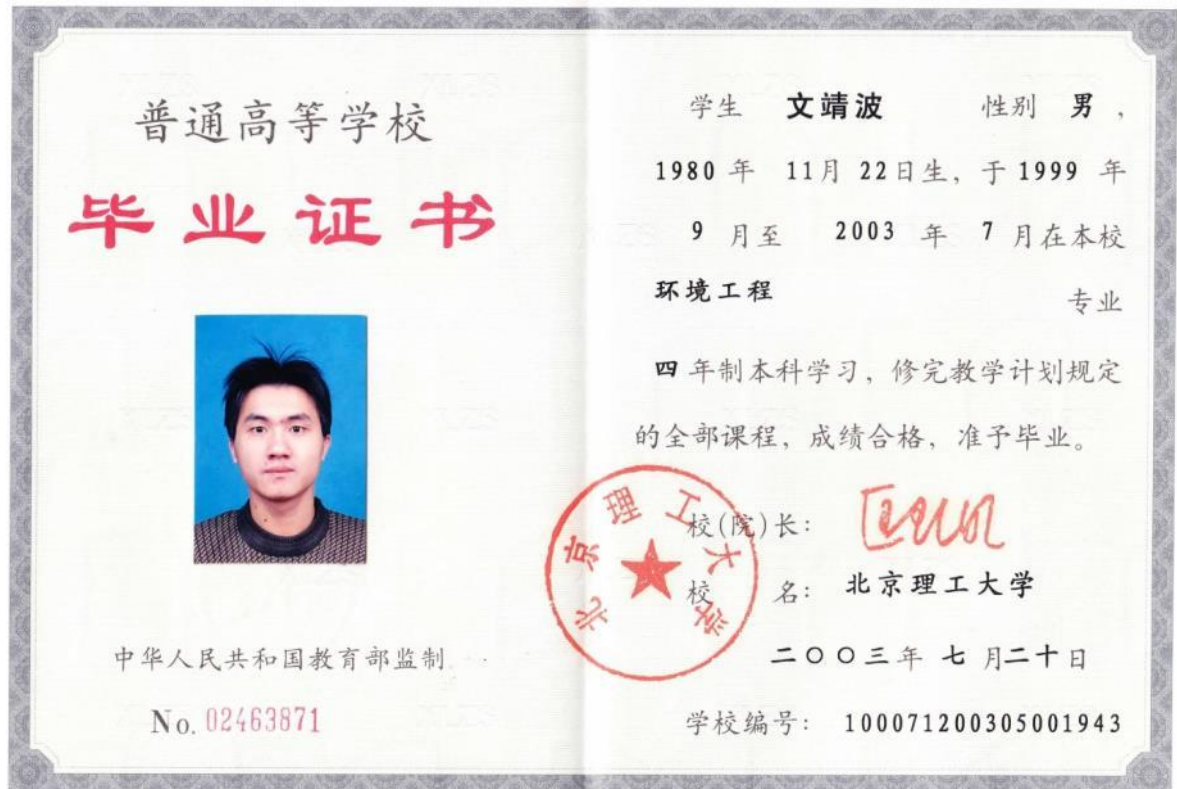 普通高等学校
毕业证书
中华人民共和国教育部监制
No. 02463871
学生 文靖波 性别 男，
1980 年 11月 22日生，于 1999 年
9 月至 2003 年 7 月在本校
环境工程 专业
四 年制本科学习，修完教学计划规定
的全部课程，成绩合格，准予毕业。
校(院)长：
校 名： 北京理工大学
二〇〇三年 七 月二十日
学校编号： 100071200305001943
北京理工大学